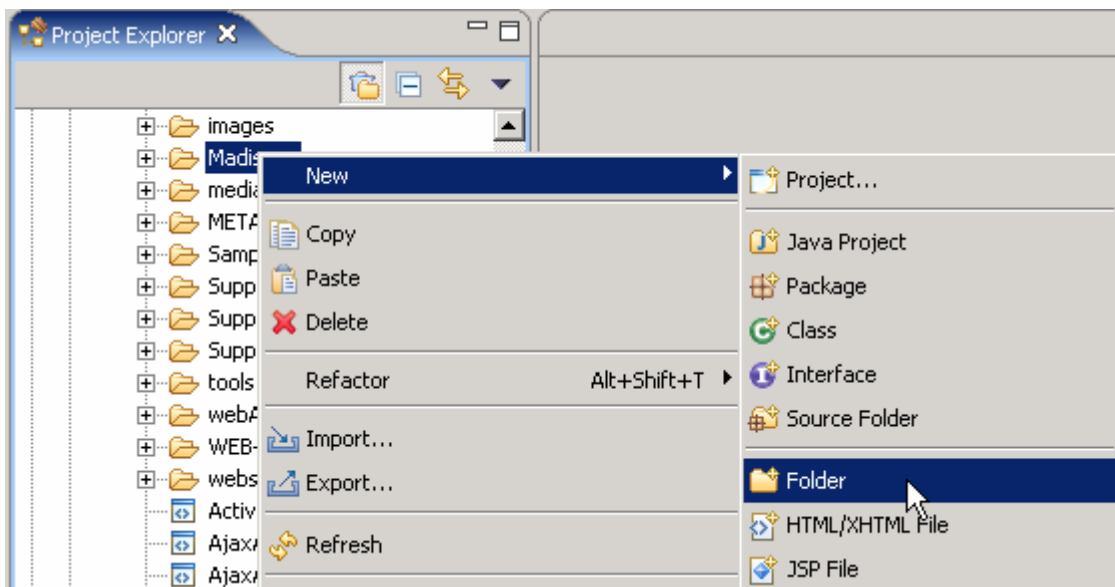 Project Explorer
images
Madis
New
Project...
media
META
Copy
Java Project
Samp
Paste
Package
Supp
Delete
Class
Supp
Supp
Refactor Alt+Shift+T
Interface
tools
Source Folder
webA
Import...
WEB-
webs
Export...
Folder
Activ
HTML/XHTML File
Ajax
Refresh
JSP File
Ajax